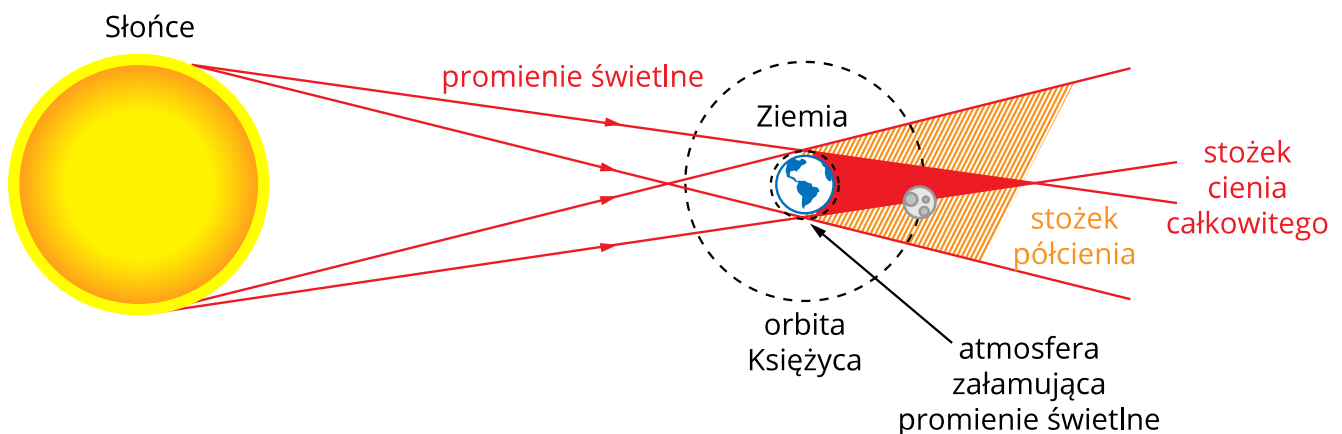 Słońce
promienie świetlne
Ziemia
stożek
cienia
całkowitego
stożek
półcienia
orbita
Księżyca
atmosfera
załamująca
promienie świetlne